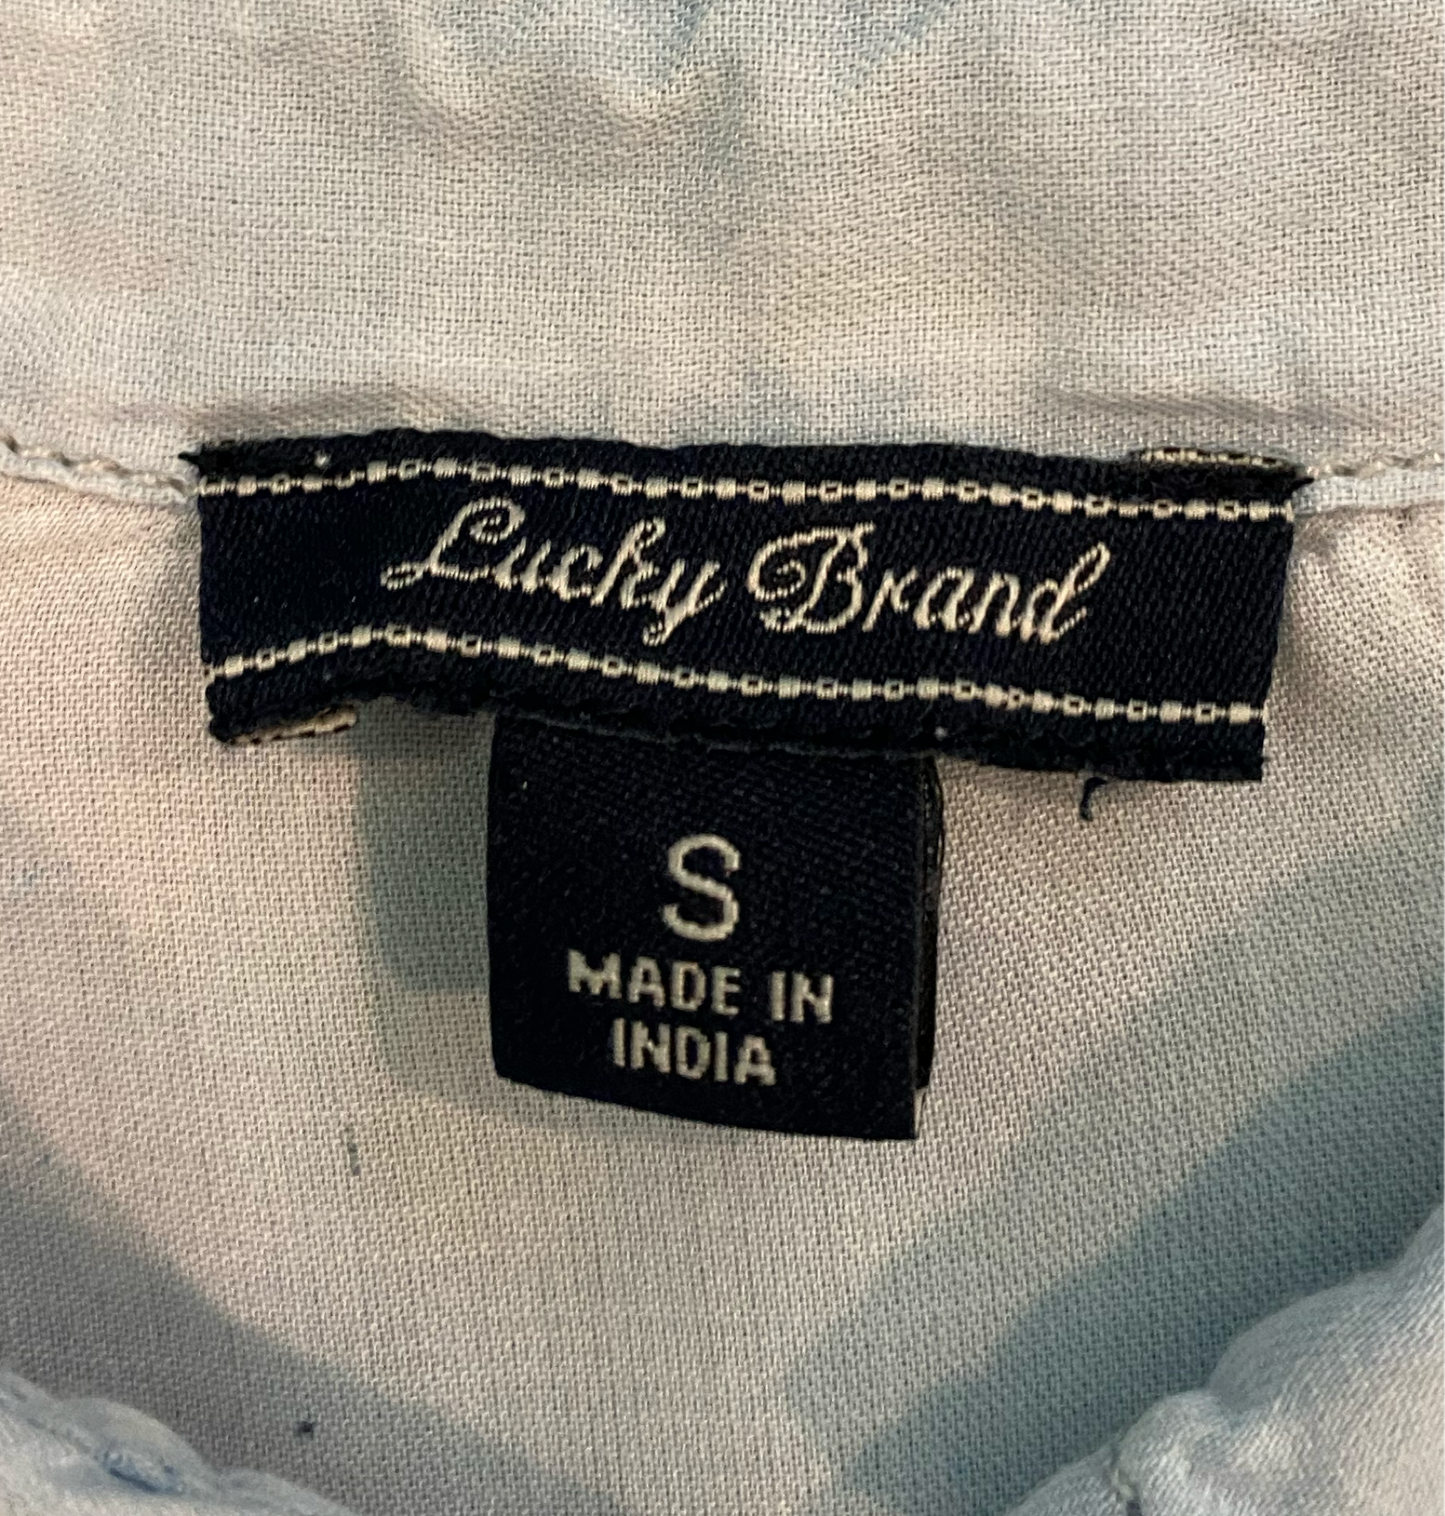 Lucky Brand
S
MADE IN
INDIA